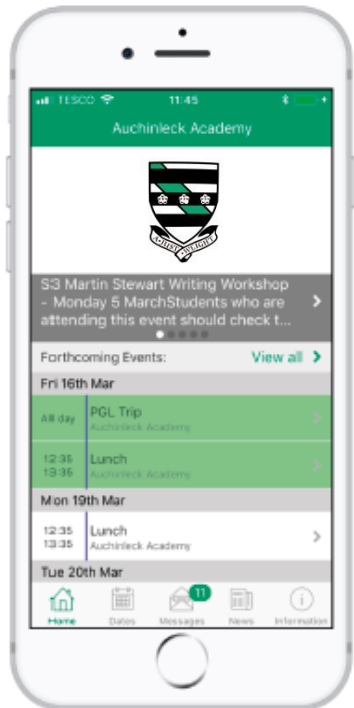 TESCO 11:45
Auchinleck Academy
S3 Martin Stewart Writing Workshop
- Monday 5 MarchStudents who are
attending this event should check t...
Forthcoming Events: View all
Fri 16th Mar
All day PGL Trip
Auchinleck Academy
12:35 Lunch
13:35 Auchinleck Academy
Mon 19th Mar
12:35 Lunch
13:35 Auchinleck Academy
Tue 20th Mar
11
Home Dates Messages News Information